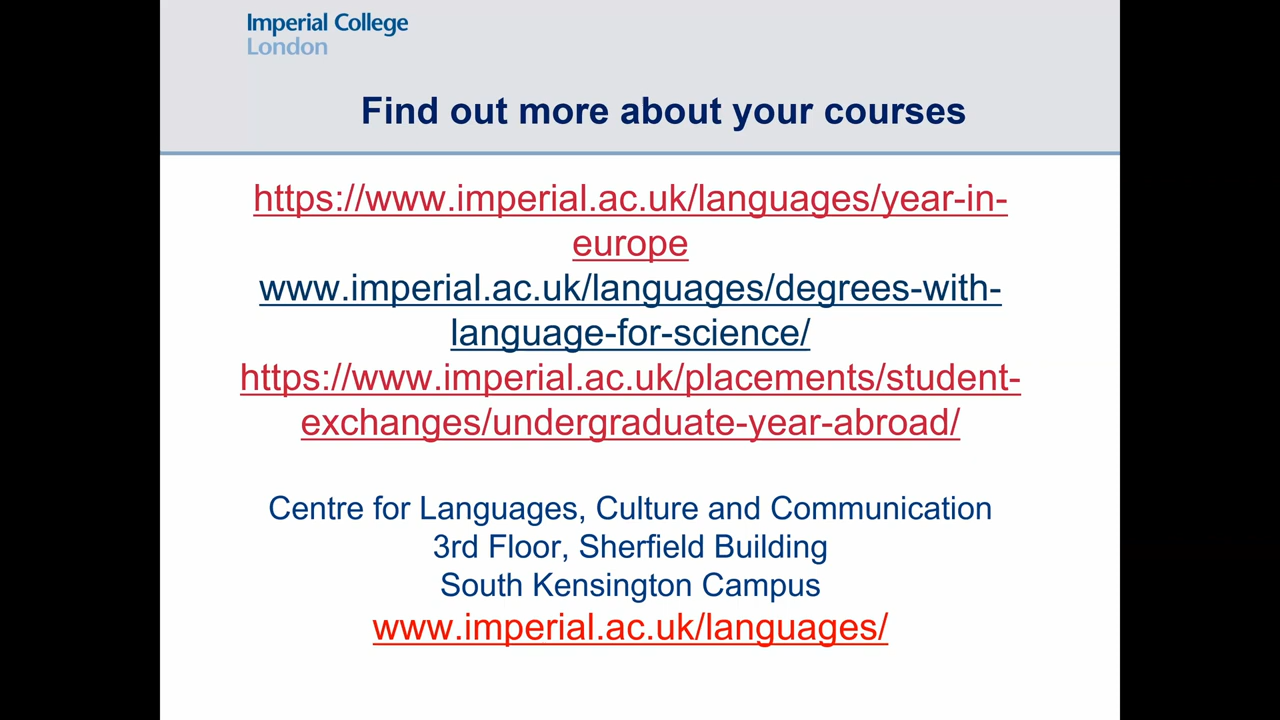 Imperial College
London
Find out more about your courses
https://www.imperial.ac.uk/languages/year-in-
europe
www.imperial.ac.uk/languages/degrees-with-
language-for-science/
https://www.imperial.ac.uk/placements/student-
exchanges/undergraduate-year-abroad/
Centre for Languages, Culture and Communication
3rd Floor, Sherfield Building
South Kensington Campus
www.imperial.ac.uk/languages/